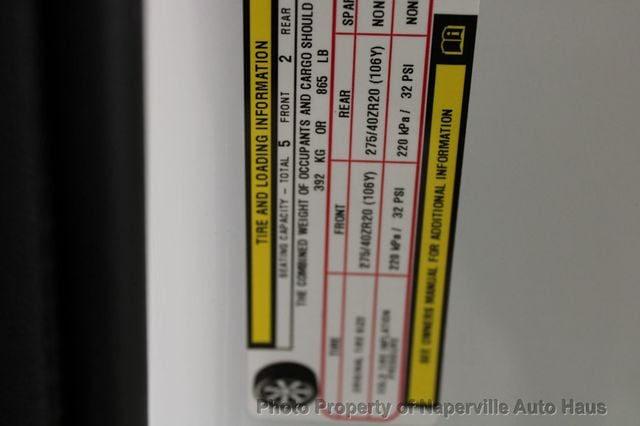 TIRE AND LOADING INFORMATION
SEATING CAPACITY - TOTAL 5 FRONT 2 REAR
THE COMBINED WEIGHT OF OCCUPANTS AND CARGO SHOULD
392 KG OR 865 LB
TIRE FRONT REAR SPAR
ORIGINAL TIRE SIZE 275/40ZR20 (106Y) 275/40ZR20 (106Y) NON
COLD TIRE INFLATION PRESSURE 220 kPa / 32 PSI 220 kPa / 32 PSI NON
SEE OWNERS MANUAL FOR ADDITIONAL INFORMATION
Photo Property of Naperville Auto Haus